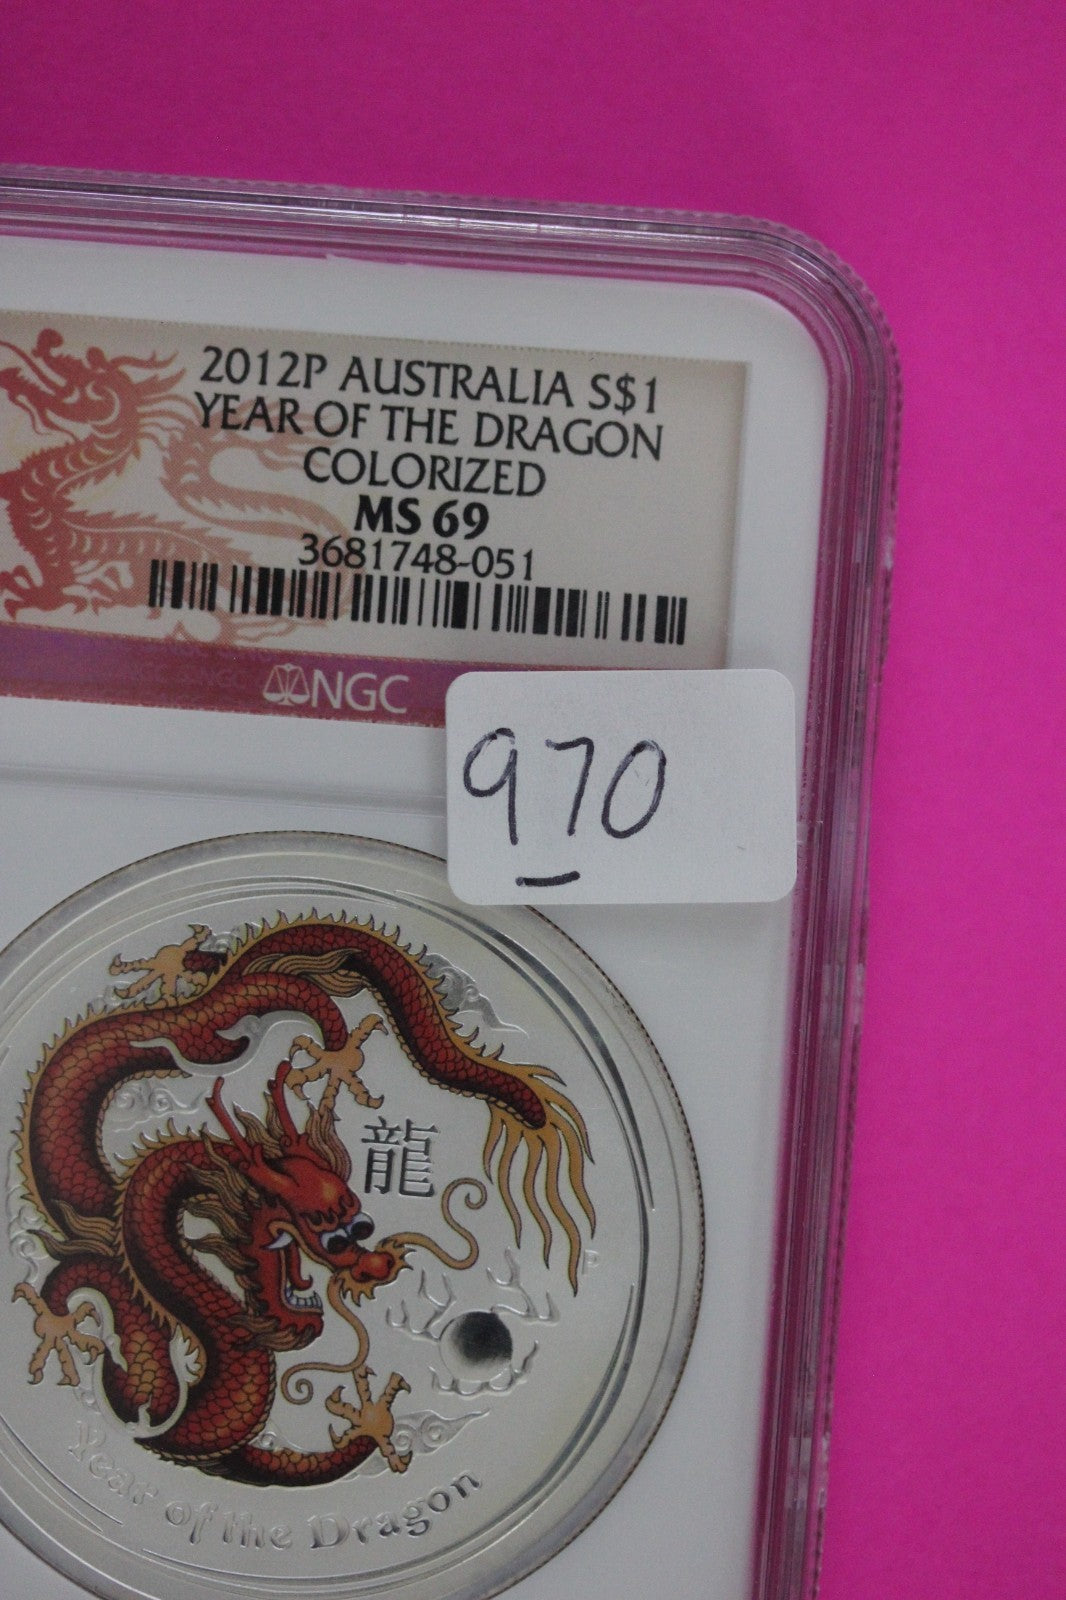 2012P AUSTRALIA S$1
YEAR OF THE DRAGON
COLORIZED
MS 69
3681748-051
NGC
970
龍
P
Year of the Dragon